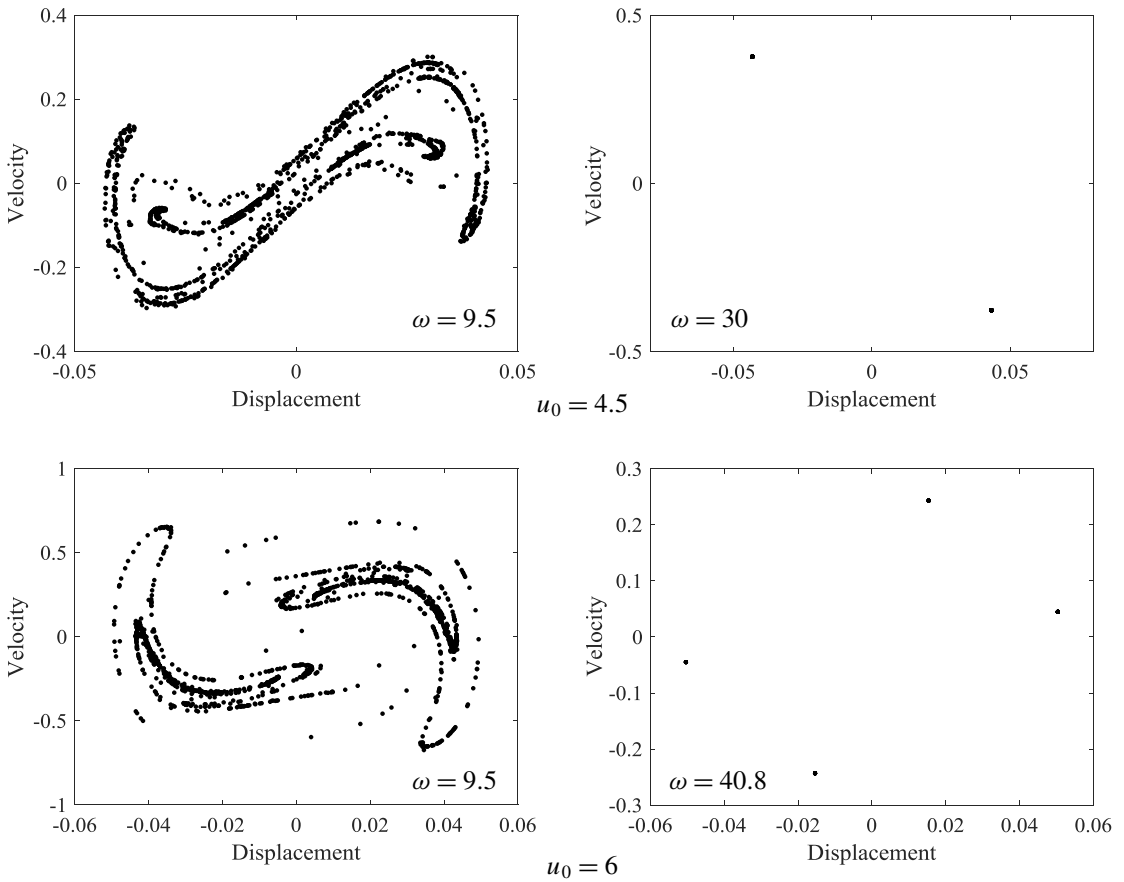 0.4
0.2
0
-0.2
-0.4
Velocity
-0.05
0
0.05
Displacement
ω = 9.5
0.5
0
-0.5
Velocity
-0.05
0
0.05
Displacement
ω = 30
u₀ = 4.5
1
0.5
0
-0.5
-1
Velocity
-0.06
-0.04
-0.02
0
0.02
0.04
0.06
Displacement
ω = 9.5
0.3
0.2
0.1
0
-0.1
-0.2
-0.3
Velocity
-0.06
-0.04
-0.02
0
0.02
0.04
0.06
Displacement
ω = 40.8
u₀ = 6